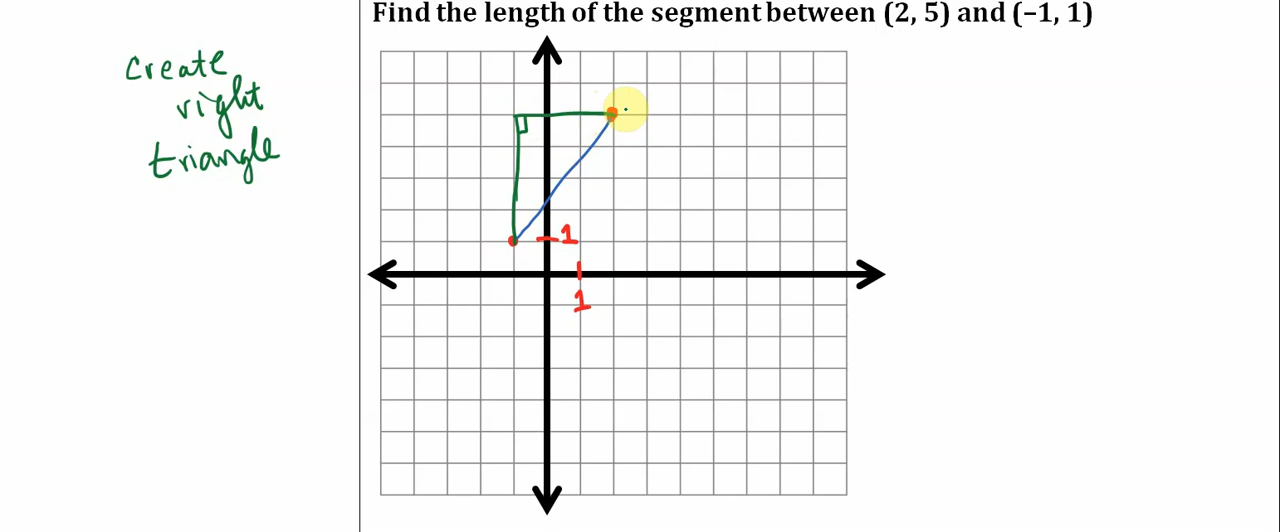 Find the length of the segment between (2, 5) and (–1, 1)
create
right
triangle
1
1